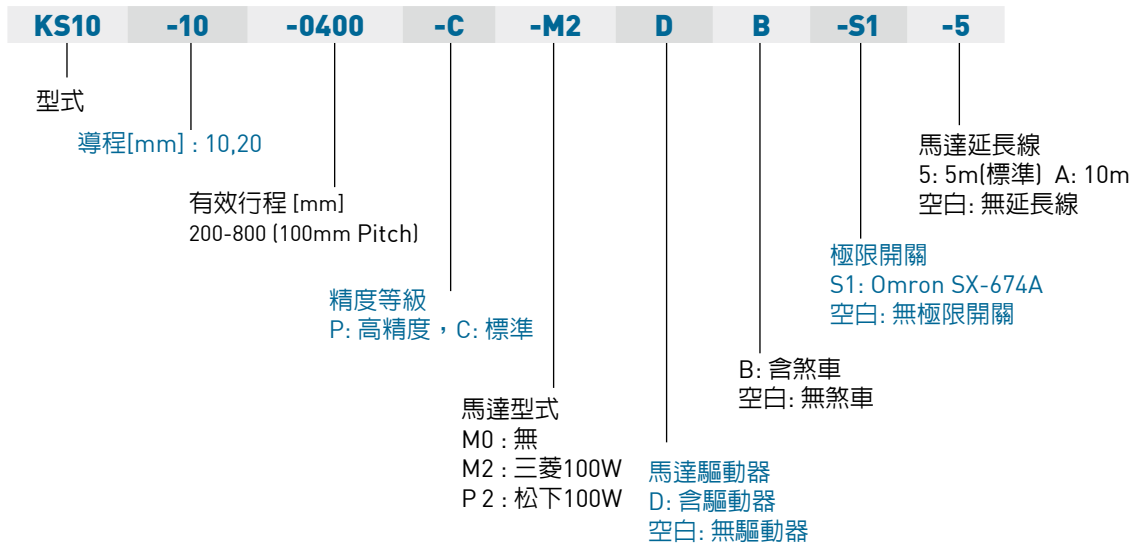 KS10 -10 -0400 -C -M2 D B -S1 -5
型式
導程[mm] : 10,20
有效行程 [mm]
200-800 (100mm Pitch)
精度等級
P: 高精度，C: 標準
馬達型式
M0 : 無
M2 : 三菱100W
P 2 : 松下100W
馬達驅動器
D: 含驅動器
空白: 無驅動器
B: 含煞車
空白: 無煞車
極限開關
S1: Omron SX-674A
空白: 無極限開關
馬達延長線
5: 5m(標準) A: 10m
空白: 無延長線